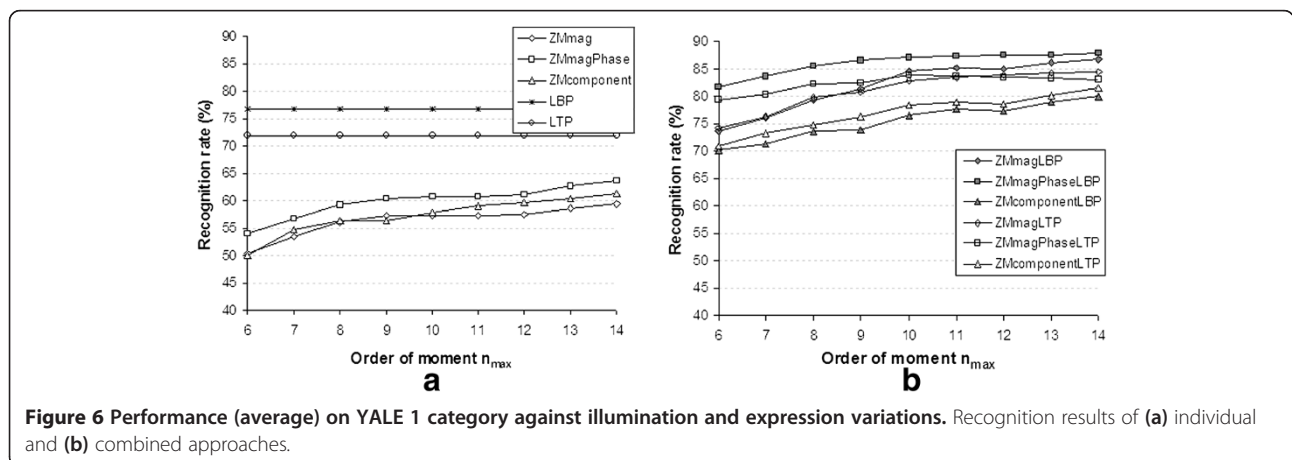 90
85
80
75
70
65
60
55
50
45
40
Recognition rate (%)
6 7 8 9 10 11 12 13 14
Order of moment n_max
ZMmag
ZMmagPhase
ZMcomponent
LBP
LTP
a
90
85
80
75
70
65
60
55
50
45
40
Recognition rate (%)
6 7 8 9 10 11 12 13 14
Order of moment n_max
ZMmagLBP
ZMmagPhaseLBP
ZMcomponentLBP
ZMmagLTP
ZMmagPhaseLTP
ZMcomponentLTP
b
Figure 6 Performance (average) on YALE 1 category against illumination and expression variations. Recognition results of (a) individual
and (b) combined approaches.